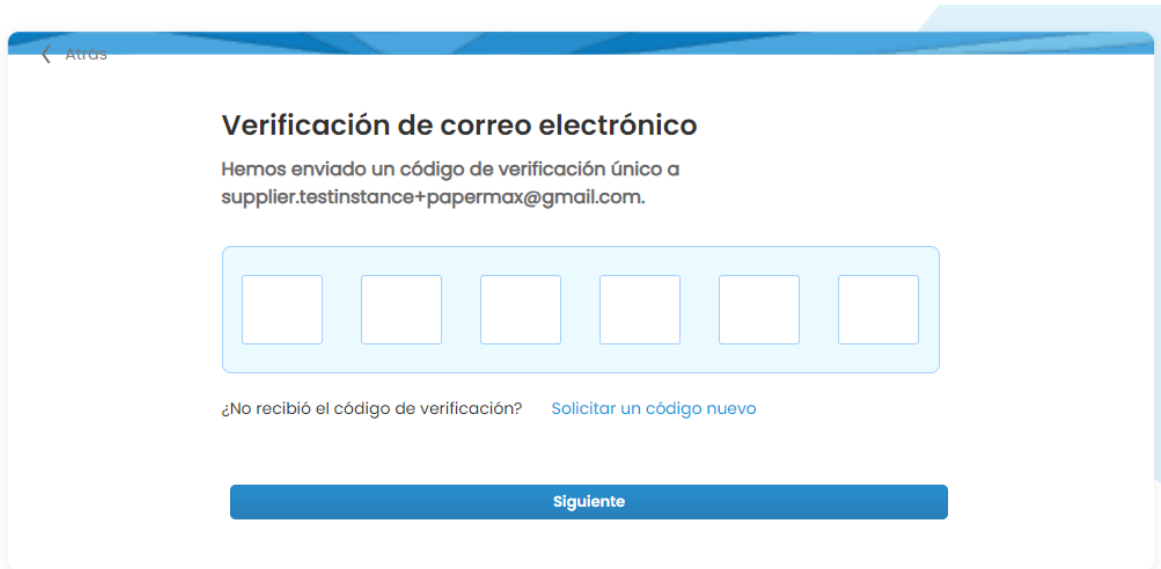 Atrás
Verificación de correo electrónico
Hemos enviado un código de verificación único a
supplier.testinstance+papermax@gmail.com.
¿No recibió el código de verificación? Solicitar un código nuevo
Siguiente